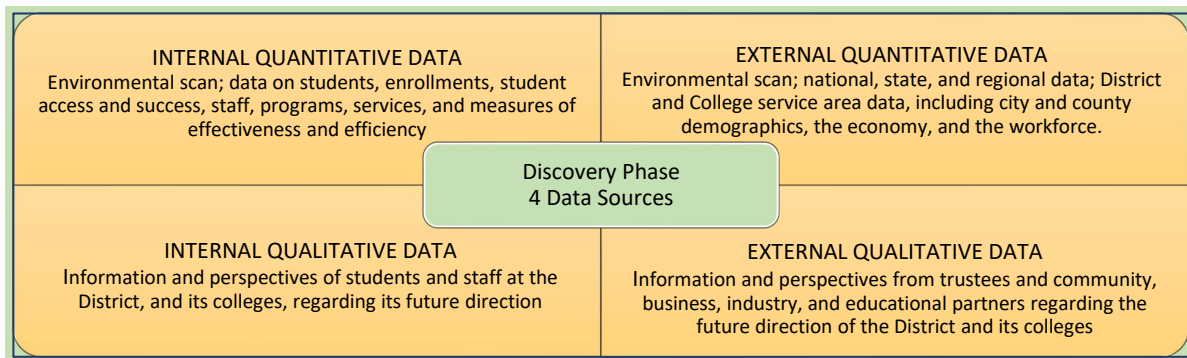 INTERNAL QUANTITATIVE DATA
Environmental scan; data on students, enrollments, student
access and success, staff, programs, services, and measures of
effectiveness and efficiency
EXTERNAL QUANTITATIVE DATA
Environmental scan; national, state, and regional data; District
and College service area data, including city and county
demographics, the economy, and the workforce.
Discovery Phase
4 Data Sources
INTERNAL QUALITATIVE DATA
Information and perspectives of students and staff at the
District, and its colleges, regarding its future direction
EXTERNAL QUALITATIVE DATA
Information and perspectives from trustees and community,
business, industry, and educational partners regarding the
future direction of the District and its colleges